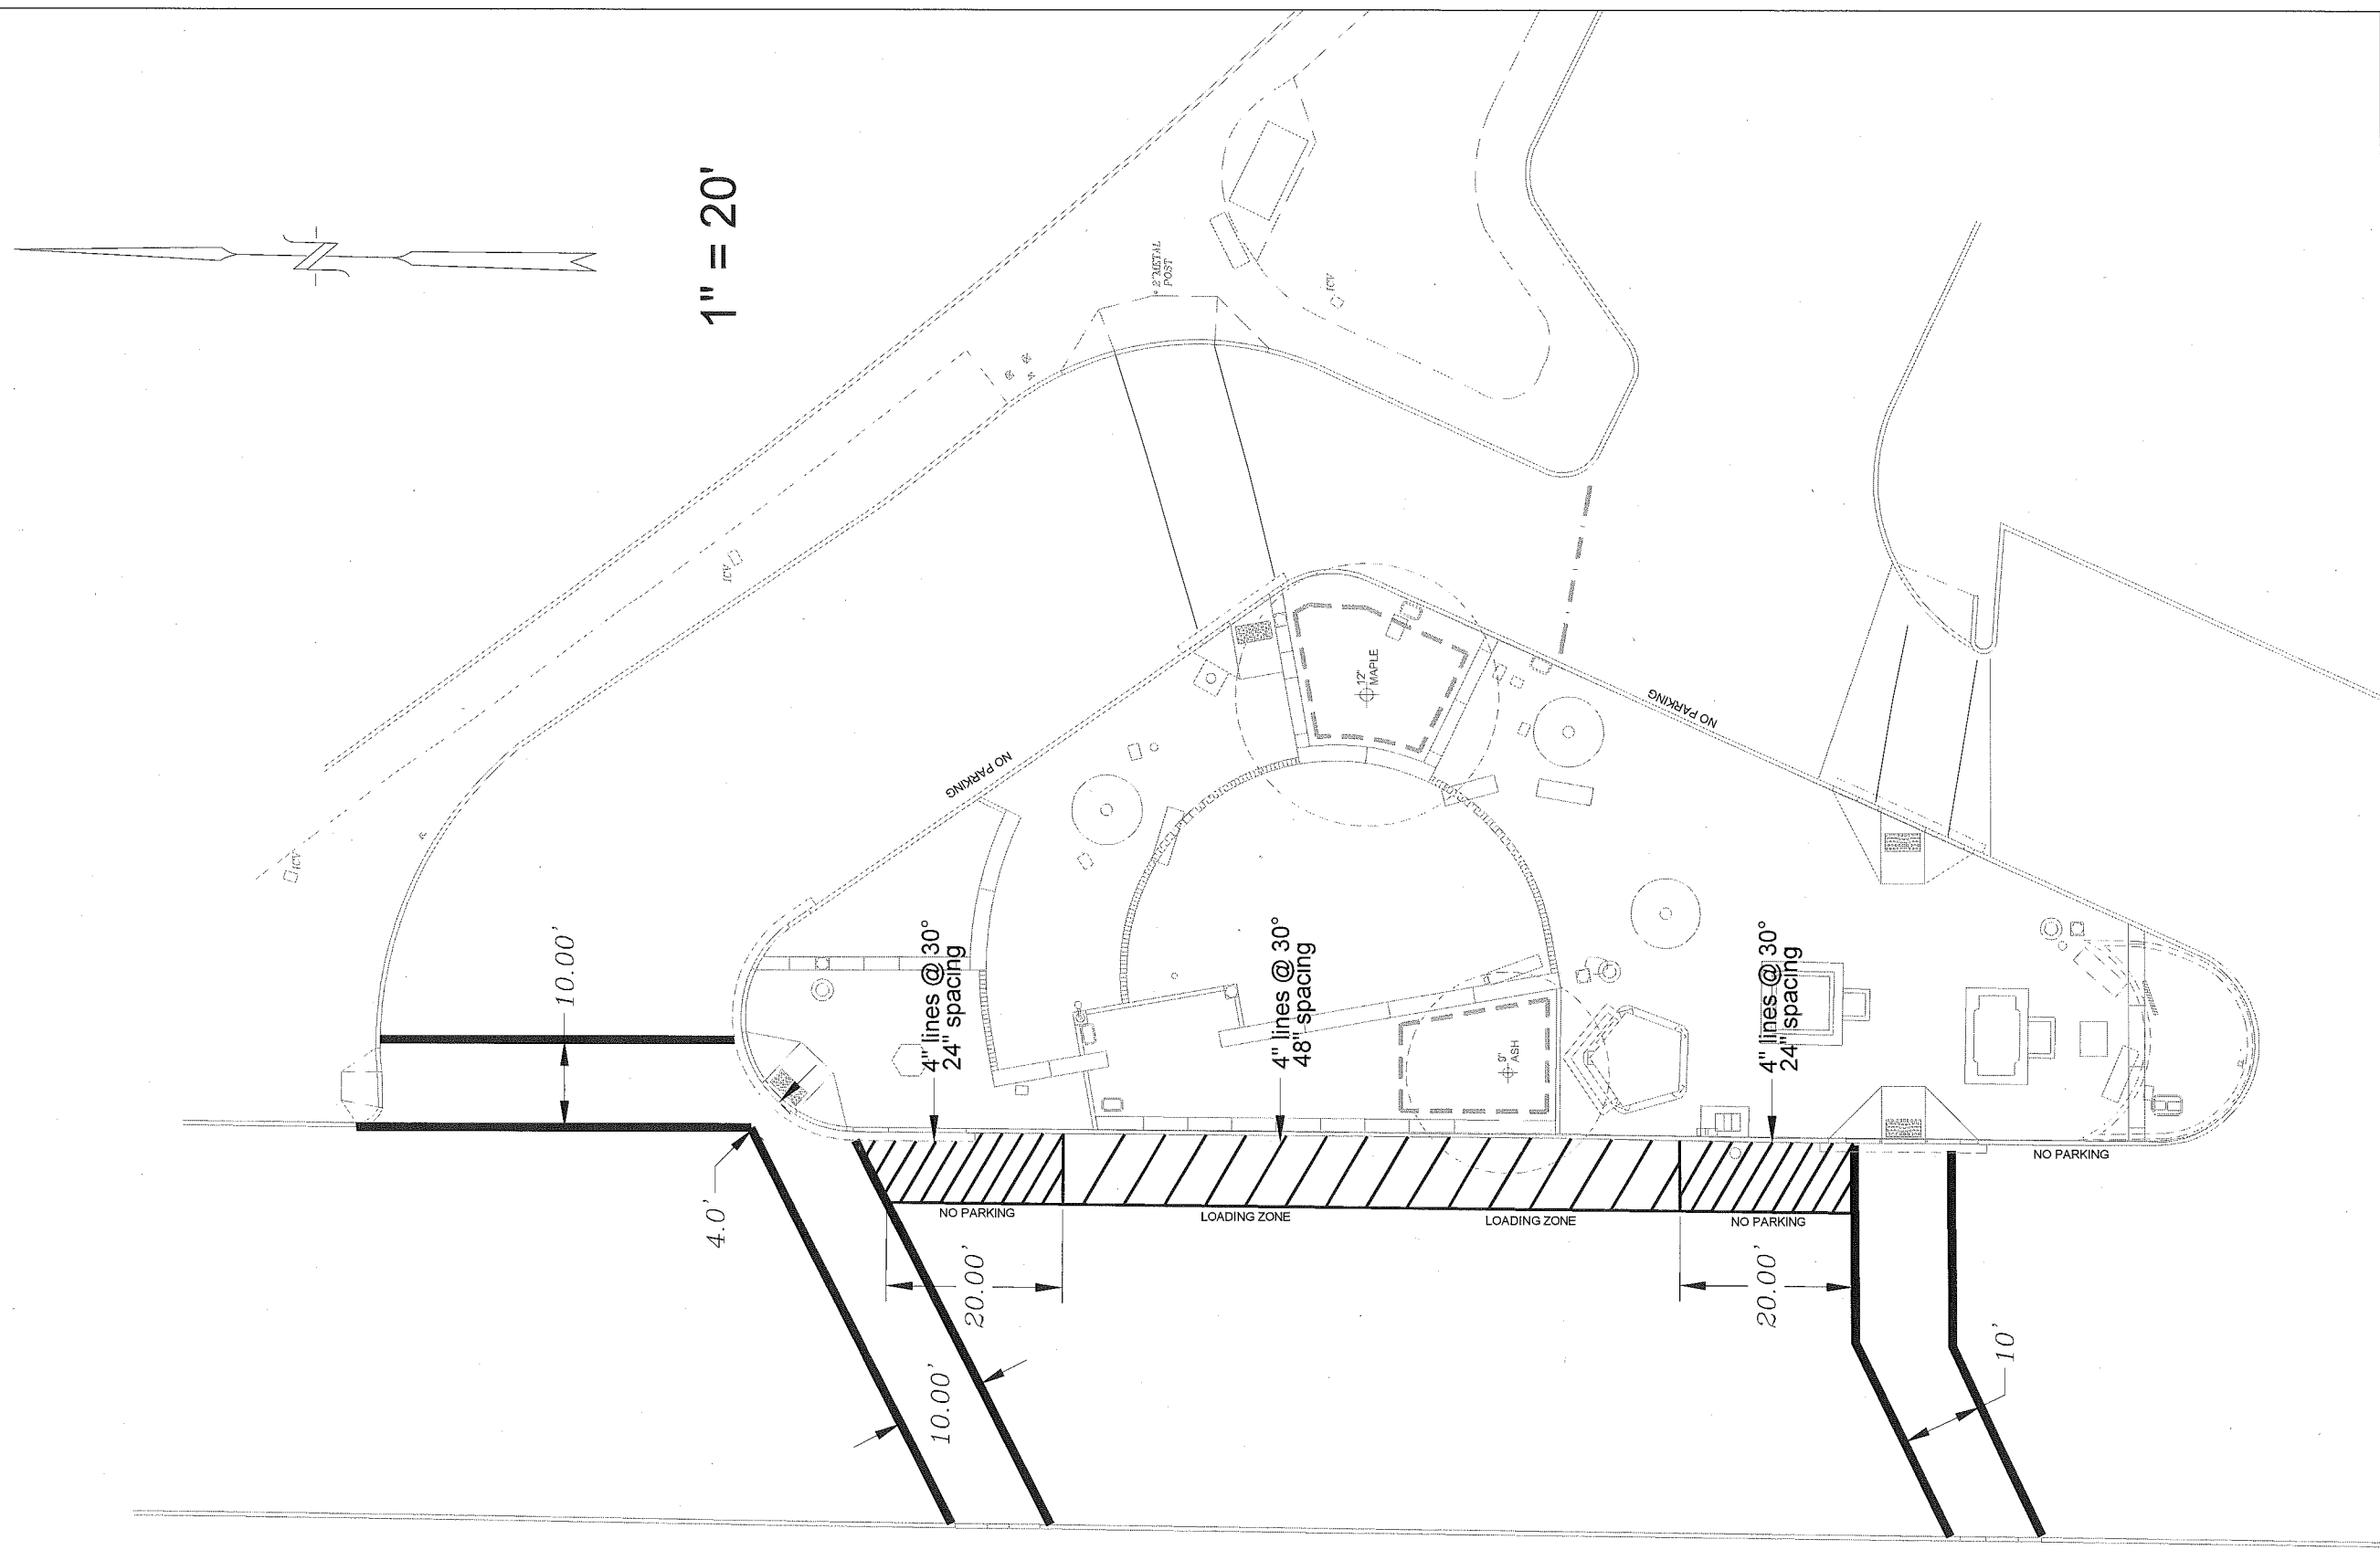 1" = 20'
2" METAL
POST
ICV
ICV
ICV
12"
MAPLE
NO PARKING
NO PARKING
10.00'
4" lines @ 30°
24" spacing
4" lines @ 30°
48" spacing
4" lines @ 30°
24" spacing
9"
ASH
4.0'
NO PARKING
LOADING ZONE
LOADING ZONE
NO PARKING
NO PARKING
20.00'
20.00'
10.00'
10'